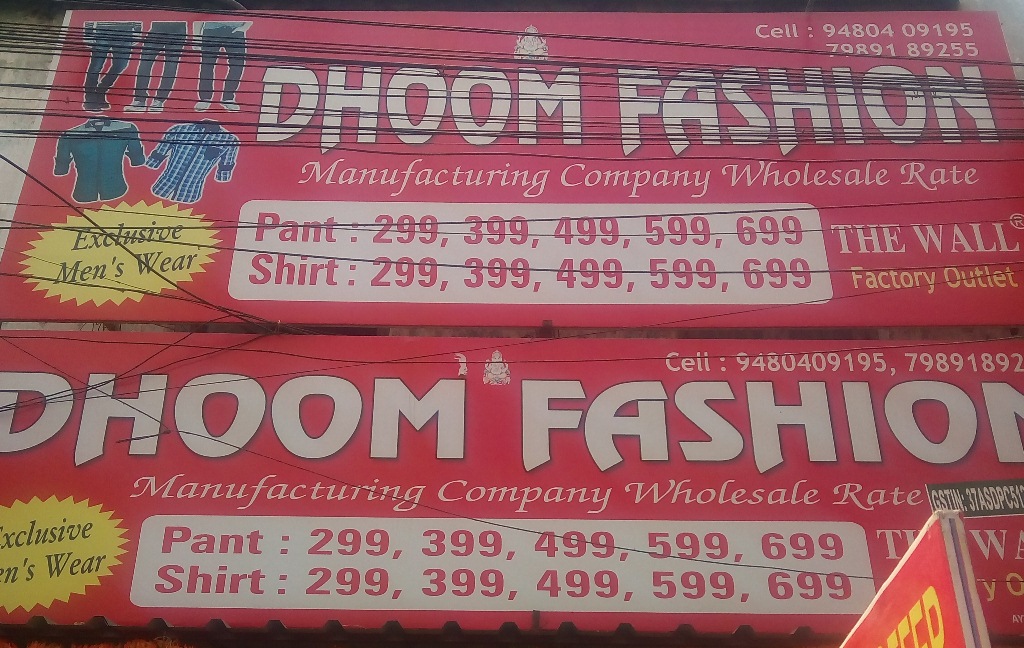 Cell : 94804 09195
79891 89255
DHOOM FASHION
Manufacturing Company Wholesale Rate
Exclusive
Men's Wear
Pant : 299, 399, 499, 599, 699
Shirt : 299, 399, 499, 599, 699
THE WALL®
Factory Outlet
Cell : 9480409195, 79891892
DHOOM FASHION
Manufacturing Company Wholesale Rate
GSTIN: 37ASDPC51
xclusive
en's Wear
Pant : 299, 399, 499, 599, 699
Shirt : 299, 399, 499, 599, 699